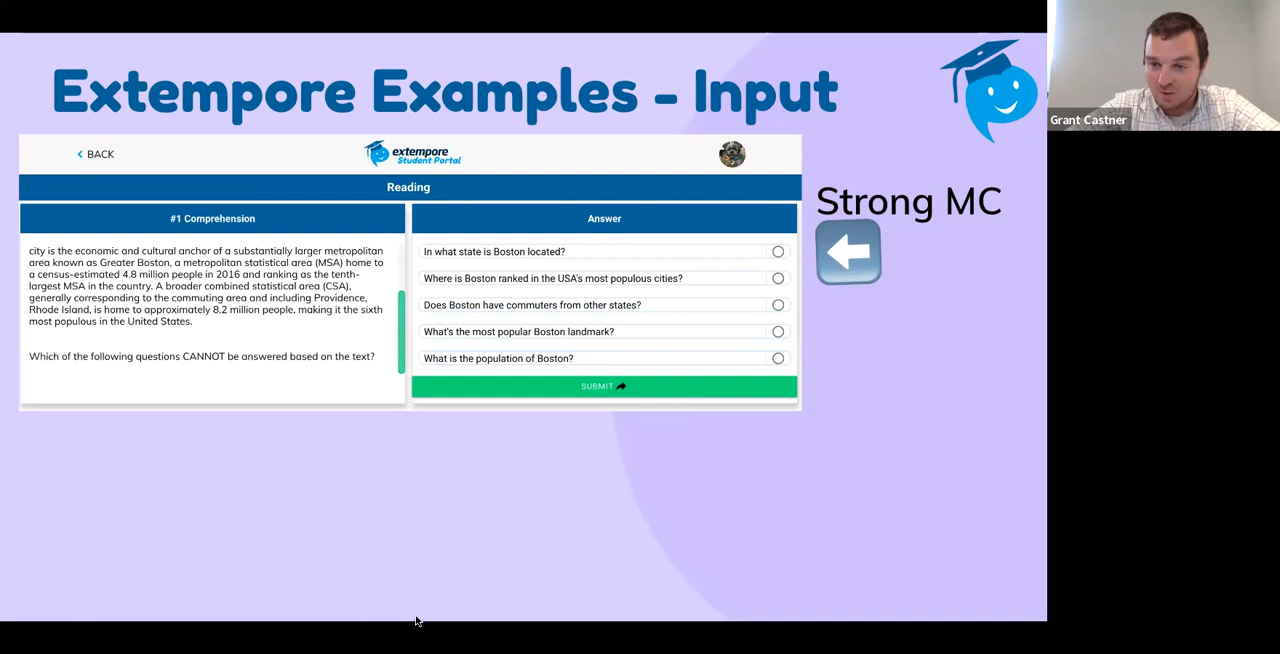 Extempore Examples - Input
Grant Castner
BACK
extempore
Student Portal
Reading
#1 Comprehension
city is the economic and cultural anchor of a substantially larger metropolitan
area known as Greater Boston, a metropolitan statistical area (MSA) home to
a census-estimated 4.8 million people in 2016 and ranking as the tenth-
largest MSA in the country. A broader combined statistical area (CSA),
generally corresponding to the commuting area and including Providence,
Rhode Island, is home to approximately 8.2 million people, making it the sixth
most populous in the United States.
Which of the following questions CANNOT be answered based on the text?
Answer
In what state is Boston located?
Where is Boston ranked in the USA's most populous cities?
Does Boston have commuters from other states?
What's the most popular Boston landmark?
What is the population of Boston?
SUBMIT
Strong MC